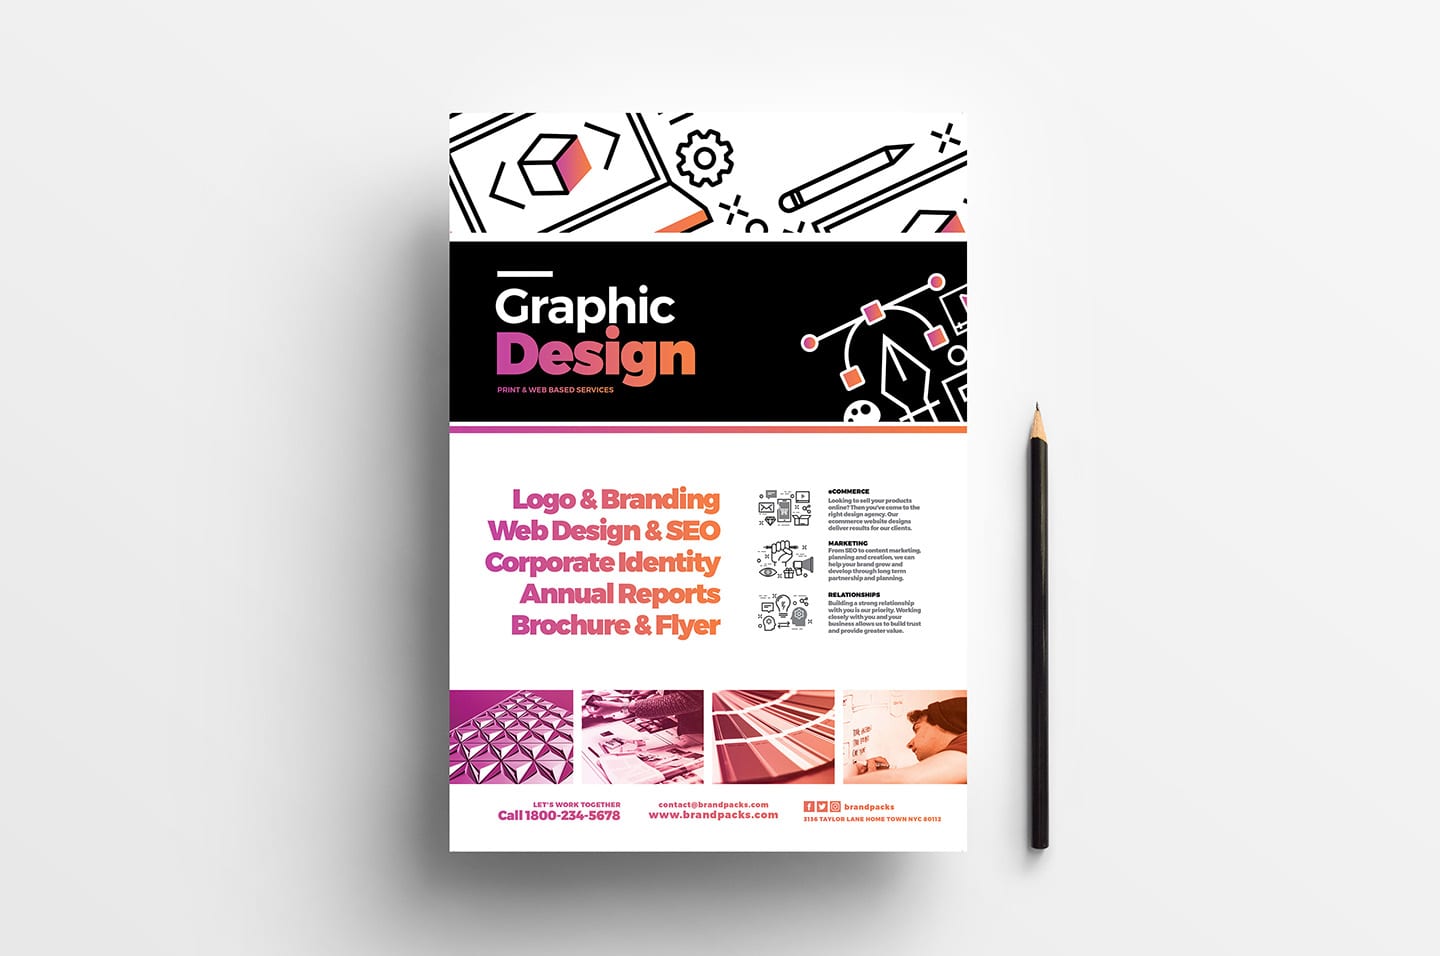 Graphic
Design
PRINT & WEB BASED SERVICES
Logo & Branding
Web Design & SEO
Corporate Identity
Annual Reports
Brochure & Flyer
eCOMMERCE
Looking to sell your products
online? Then you've come to the
right design agency. Our
ecommerce website designs
deliver results for our clients.
MARKETING
From SEO to content marketing,
planning and creation, we can
help your brand grow and
develop through long term
partnership and planning.
RELATIONSHIPS
Building a strong relationship
with you is our priority. Working
closely with you and your
business allows us to build trust
and provide greater value.
LET'S WORK TOGETHER
Call 1800-234-5678
contact@brandpacks.com
www.brandpacks.com
brandpacks
3136 TAYLOR LANE HOME TOWN NYC 80112